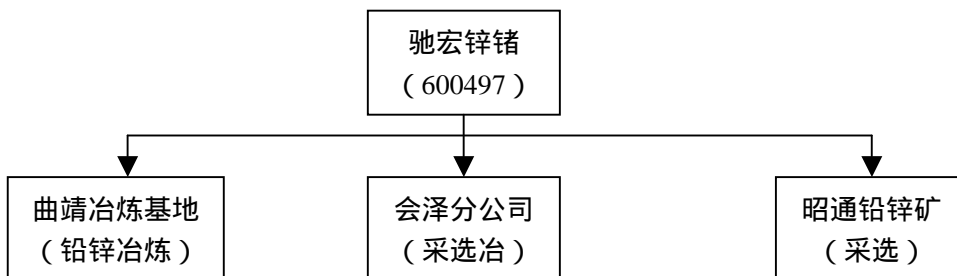 驰宏锌锗
（600497）
曲靖冶炼基地
（铅锌冶炼）
会泽分公司
（采选冶）
昭通铅锌矿
（采选）